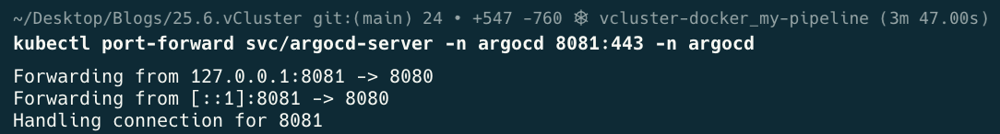 ~/Desktop/Blogs/25.6.vCluster git:(main) 24 • +547 -760 ⎈ vcluster-docker_my-pipeline (3m 47.00s)
kubectl port-forward svc/argocd-server -n argocd 8081:443 -n argocd
Forwarding from 127.0.0.1:8081 -> 8080
Forwarding from [::1]:8081 -> 8080
Handling connection for 8081